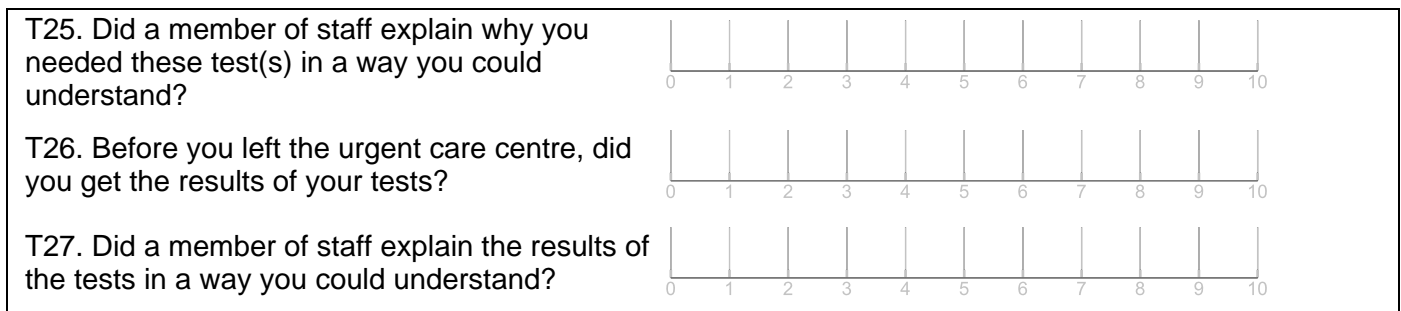 T25. Did a member of staff explain why you
needed these test(s) in a way you could
understand?
0 1 2 3 4 5 6 7 8 9 10
T26. Before you left the urgent care centre, did
you get the results of your tests?
0 1 2 3 4 5 6 7 8 9 10
T27. Did a member of staff explain the results of
the tests in a way you could understand?
0 1 2 3 4 5 6 7 8 9 10